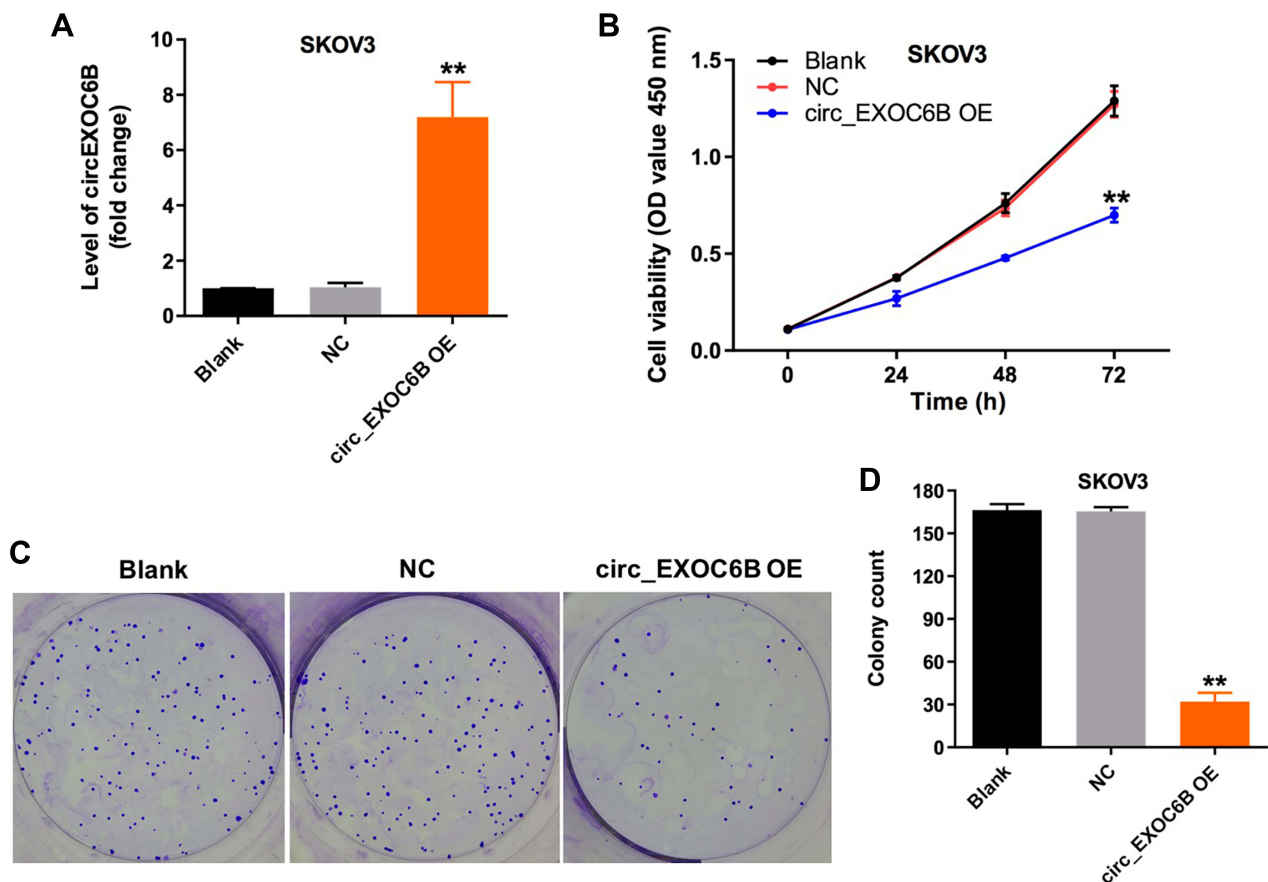 A
SKOV3
Level of circEXOC6B
(fold change)
10
8
6
4
2
0
**
Blank
NC
circ_EXOC6B OE
B
SKOV3
Blank
NC
circ_EXOC6B OE
Cell viability (OD value 450 nm)
1.5
1.0
0.5
0.0
**
0 24 48 72
Time (h)
C
Blank NC circ_EXOC6B OE
D
SKOV3
Colony count
180
150
120
90
60
30
0
**
Blank
NC
circ_EXOC6B OE